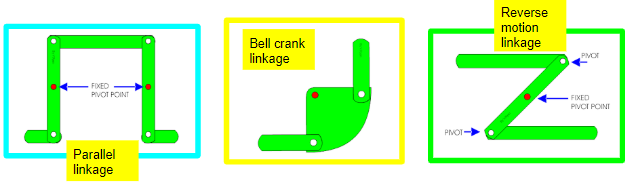 FIXED
PIVOT POINT
Parallel
linkage
Bell crank
linkage
Reverse
motion
linkage
PIVOT
FIXED
PIVOT POINT
PIVOT